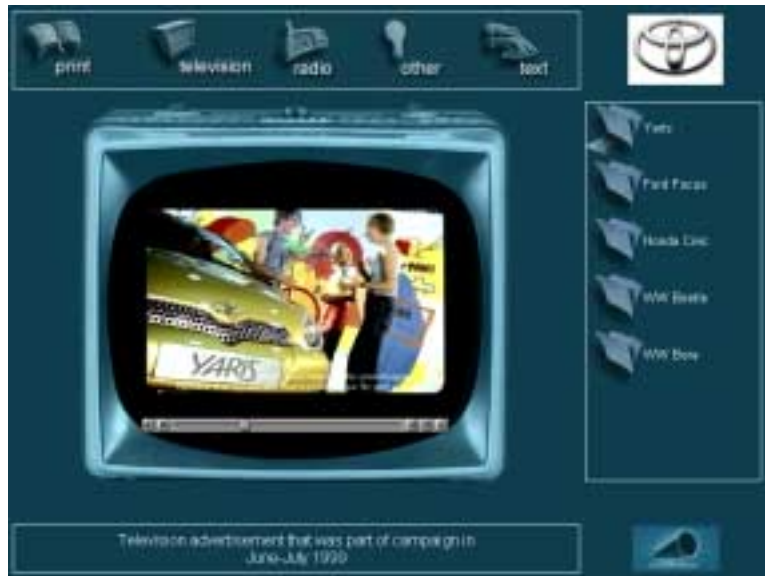 print
television
radio
other
text
Yaris
Ford Focus
Honda Civic
VW Beetle
VW Bora
YARIS
Television advertisement that was part of campaign in
June-July 1999